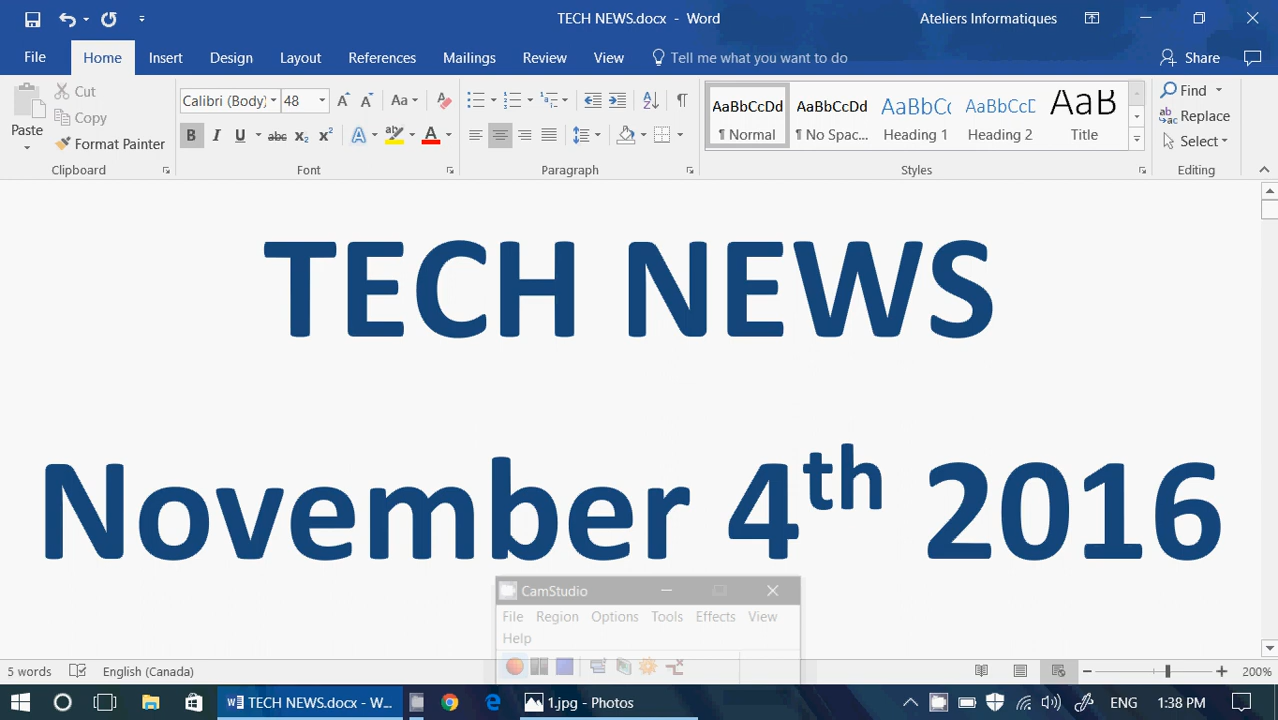 TECH NEWS.docx - Word
Ateliers Informatiques
File Home Insert Design Layout References Mailings Review View Tell me what you want to do Share
Paste
Cut
Copy
Format Painter
Clipboard
Calibri (Body) 48
Font
Paragraph
AaBbCcDd AaBbCcDd AaBbCc AaBbCcD AaB
¶ Normal ¶ No Spac... Heading 1 Heading 2 Title
Styles
Find
Replace
Select
Editing
TECH NEWS
November 4th 2016
CamStudio
File Region Options Tools Effects View
Help
5 words English (Canada) 200%
TECH NEWS.docx - W... 1.jpg - Photos ENG 1:38 PM